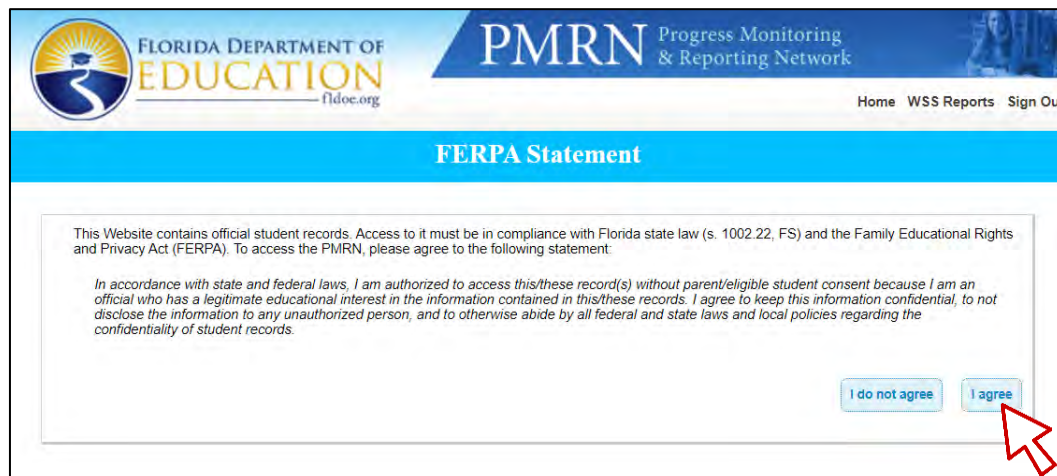 FLORIDA DEPARTMENT OF
EDUCATION
fldoe.org
PMRN Progress Monitoring
& Reporting Network
Home WSS Reports Sign Ou
FERPA Statement
This Website contains official student records. Access to it must be in compliance with Florida state law (s. 1002.22, FS) and the Family Educational Rights
and Privacy Act (FERPA). To access the PMRN, please agree to the following statement:
In accordance with state and federal laws, I am authorized to access this/these record(s) without parent/eligible student consent because I am an
official who has a legitimate educational interest in the information contained in this/these records. I agree to keep this information confidential, to not
disclose the information to any unauthorized person, and to otherwise abide by all federal and state laws and local policies regarding the
confidentiality of student records.
I do not agree I agree